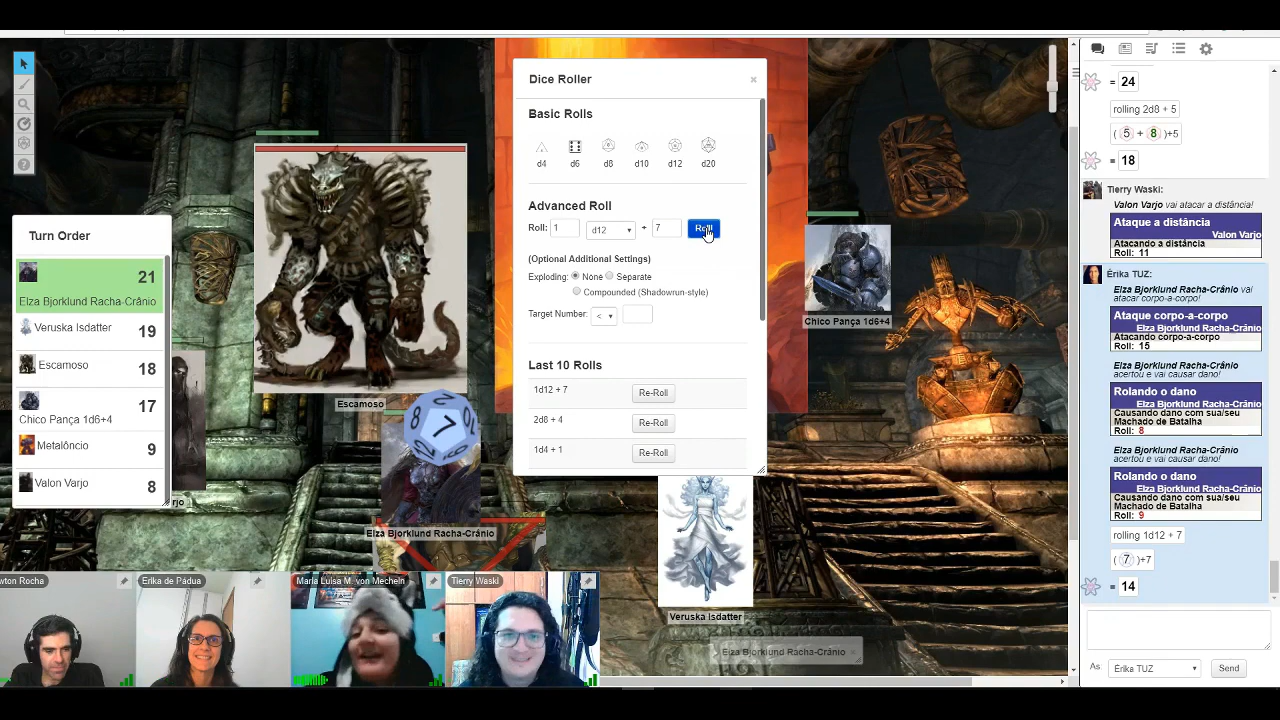 Turn Order
21
Elza Bjorklund Racha-Crânio
Veruska Isdatter 19
Escamoso 18
17
Chico Pança 1d6+4
Metalôncio 9
Valon Varjo 8
Escamoso
Elza Bjorklund Racha-Crânio
Chico Pança 1d6+4
Veruska Isdatter
Elza Bjorklund Racha-Crânio
rjo
8
2
7
Dice Roller ×
Basic Rolls
d4 d6 d8 d10 d12 d20
Advanced Roll
Roll: 1 d12 + 7 Roll
(Optional Additional Settings)
Exploding: None Separate
Compounded (Shadowrun-style)
Target Number: <
Last 10 Rolls
1d12 + 7 Re-Roll
2d8 + 4 Re-Roll
1d4 + 1 Re-Roll
wton Rocha
Erika de Pádua
Maria Luisa M. von Mecheln
Tierry Waski
= 24
rolling 2d8 + 5
( 5 + 8 )+5
= 18
Tierry Waski:
Valon Varjo vai atacar a distância!
Ataque a distância
Valon Varjo
Atacando a distância
Roll: 11
Érika TUZ:
Elza Bjorklund Racha-Crânio vai
atacar corpo-a-corpo!
Ataque corpo-a-corpo
Elza Bjorklund Racha-Crânio
Atacando corpo-a-corpo
Roll: 15
Elza Bjorklund Racha-Crânio
acertou e vai causar dano!
Rolando o dano
Elza Bjorklund Racha-Crânio
Causando dano com sua/seu
Machado de Batalha
Roll: 8
Elza Bjorklund Racha-Crânio
acertou e vai causar dano!
Rolando o dano
Elza Bjorklund Racha-Crânio
Causando dano com sua/seu
Machado de Batalha
Roll: 9
rolling 1d12 + 7
( 7 )+7
= 14
As: Érika TUZ Send